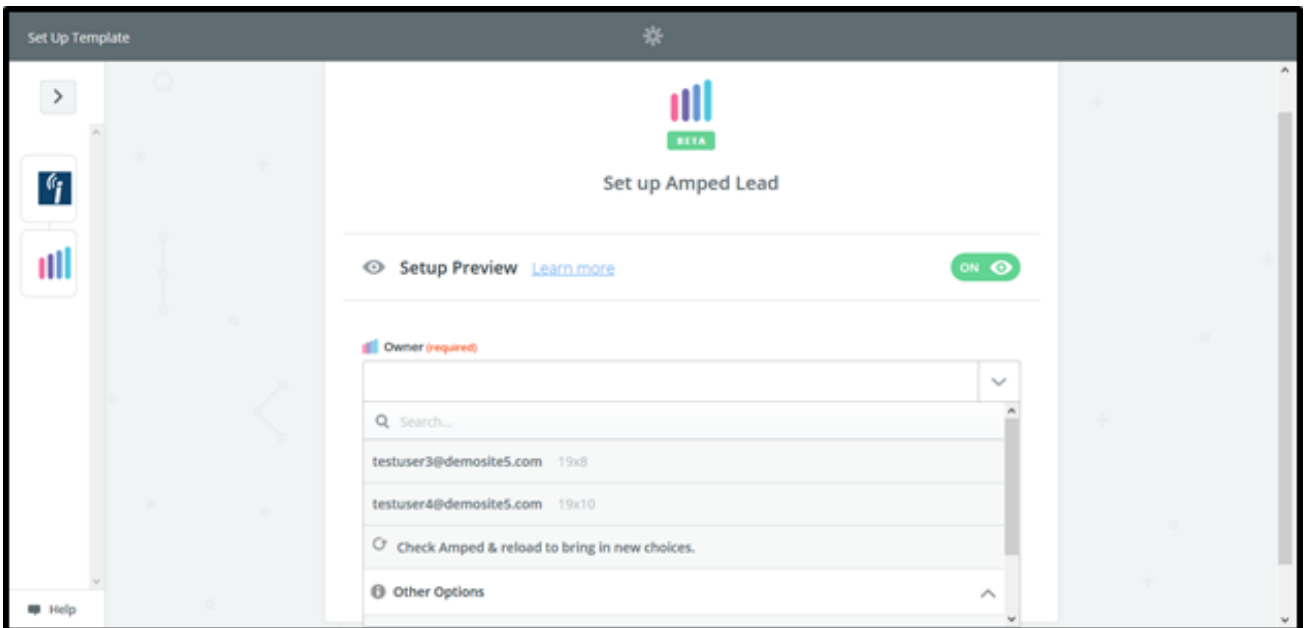 Set Up Template
BETA
Set up Amped Lead
Setup Preview Learn more
ON
Owner (required)
Search...
testuser3@demosite5.com 19x8
testuser4@demosite5.com 19x10
Check Amped & reload to bring in new choices.
Other Options
Help